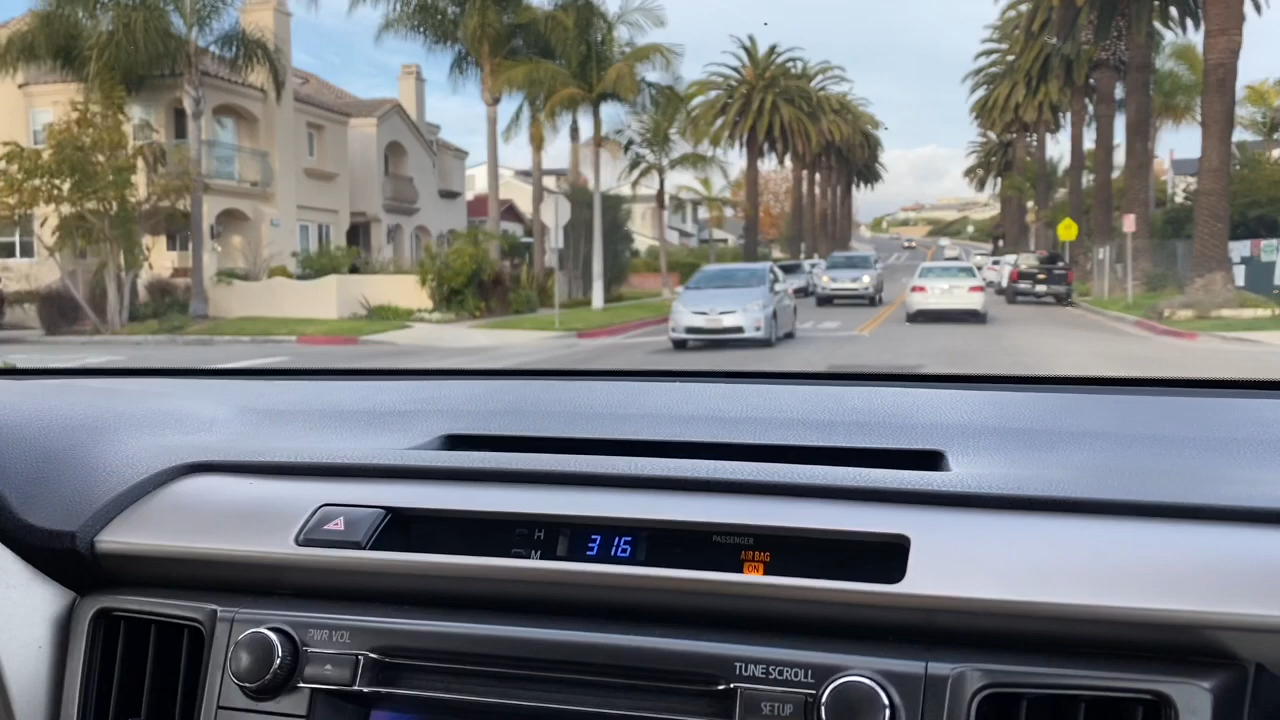 H
M
3 16
PASSENGER
AIR BAG
ON
PWR VOL
TUNE SCROLL
SETUP